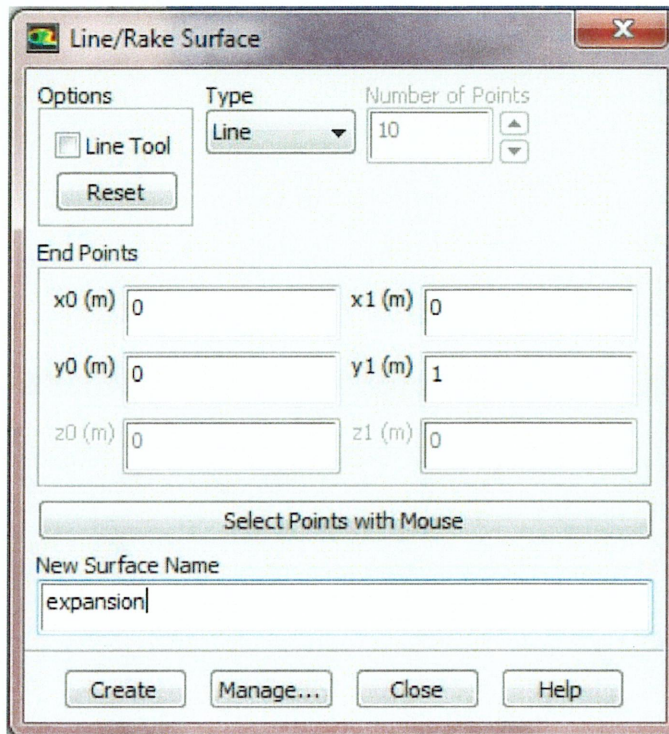 Line/Rake Surface
Options Type Number of Points
Line Tool Line 10
Reset
End Points
x0 (m) 0 x1 (m) 0
y0 (m) 0 y1 (m) 1
z0 (m) 0 z1 (m) 0
Select Points with Mouse
New Surface Name
expansion
Create Manage... Close Help